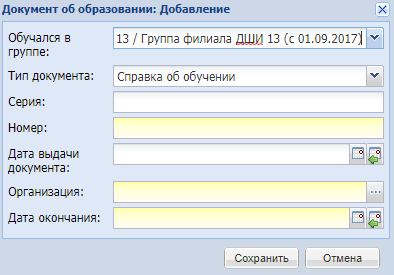 Документ об образовании: Добавление
Обучался в группе:
13 / Группа филиала ДШИ 13 (с 01.09.2017)
Тип документа:
Справка об обучении
Серия:
Номер:
Дата выдачи документа:
Организация:
Дата окончания:
Сохранить
Отмена